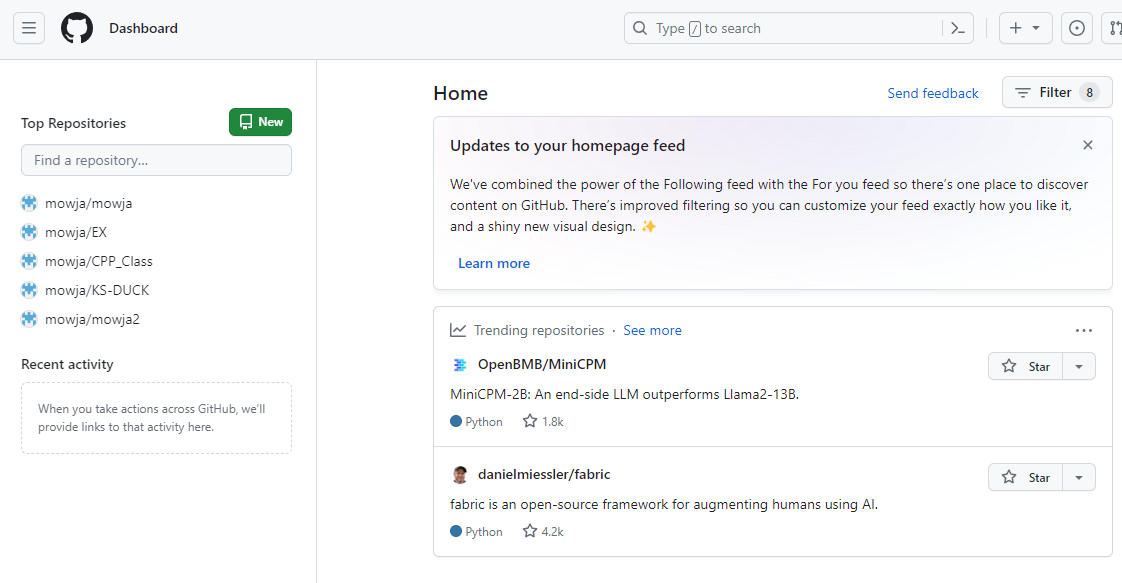 Dashboard
Type / to search
Top Repositories
New
Find a repository...
mowja/mowja
mowja/EX
mowja/CPP_Class
mowja/KS-DUCK
mowja/mowja2
Recent activity
When you take actions across GitHub, we'll
provide links to that activity here.
Home
Send feedback
Filter 8
Updates to your homepage feed
We've combined the power of the Following feed with the For you feed so there's one place to discover
content on GitHub. There's improved filtering so you can customize your feed exactly how you like it,
and a shiny new visual design. ✨
Learn more
Trending repositories · See more
OpenBMB/MiniCPM
Star
MiniCPM-2B: An end-side LLM outperforms Llama2-13B.
Python 1.8k
danielmiessler/fabric
Star
fabric is an open-source framework for augmenting humans using AI.
Python 4.2k